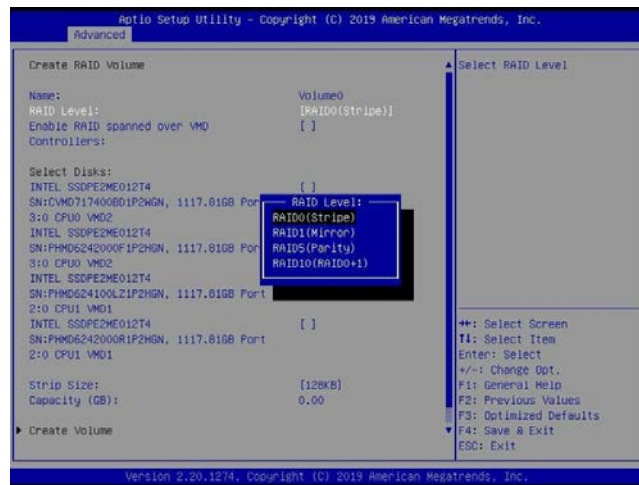 Aptio Setup Utility - Copyright (C) 2019 American Megatrends, Inc.
Advanced
Create RAID Volume
Name: Volume0
RAID Level: [RAID0(Stripe)]
Enable RAID spanned over VMD [ ]
Controllers:
Select Disks:
INTEL SSDPE2ME012T4 [ ]
SN:CVMD717400BD1P2WGN, 1117.81GB Por
3:0 CPU0 VMD2
INTEL SSDPE2ME012T4
SN:PHMD6242000F1P2HGN, 1117.81GB Por
3:0 CPU0 VMD2
INTEL SSDPE2ME012T4
SN:PHMD624100LZ1P2HGN, 1117.81GB Port
2:0 CPU1 VMD1
INTEL SSDPE2ME012T4 [ ]
SN:PHMD6242000R1P2HGN, 1117.81GB Port
2:0 CPU1 VMD1
Strip Size: [128KB]
Capacity (GB): 0.00
Create Volume
RAID Level:
RAID0(Stripe)
RAID1(Mirror)
RAID5(Parity)
RAID10(RAID0+1)
Select RAID Level
→←: Select Screen
↑↓: Select Item
Enter: Select
+/-: Change Opt.
F1: General Help
F2: Previous Values
F3: Optimized Defaults
F4: Save & Exit
ESC: Exit
Version 2.20.1274. Copyright (C) 2019 American Megatrends, Inc.